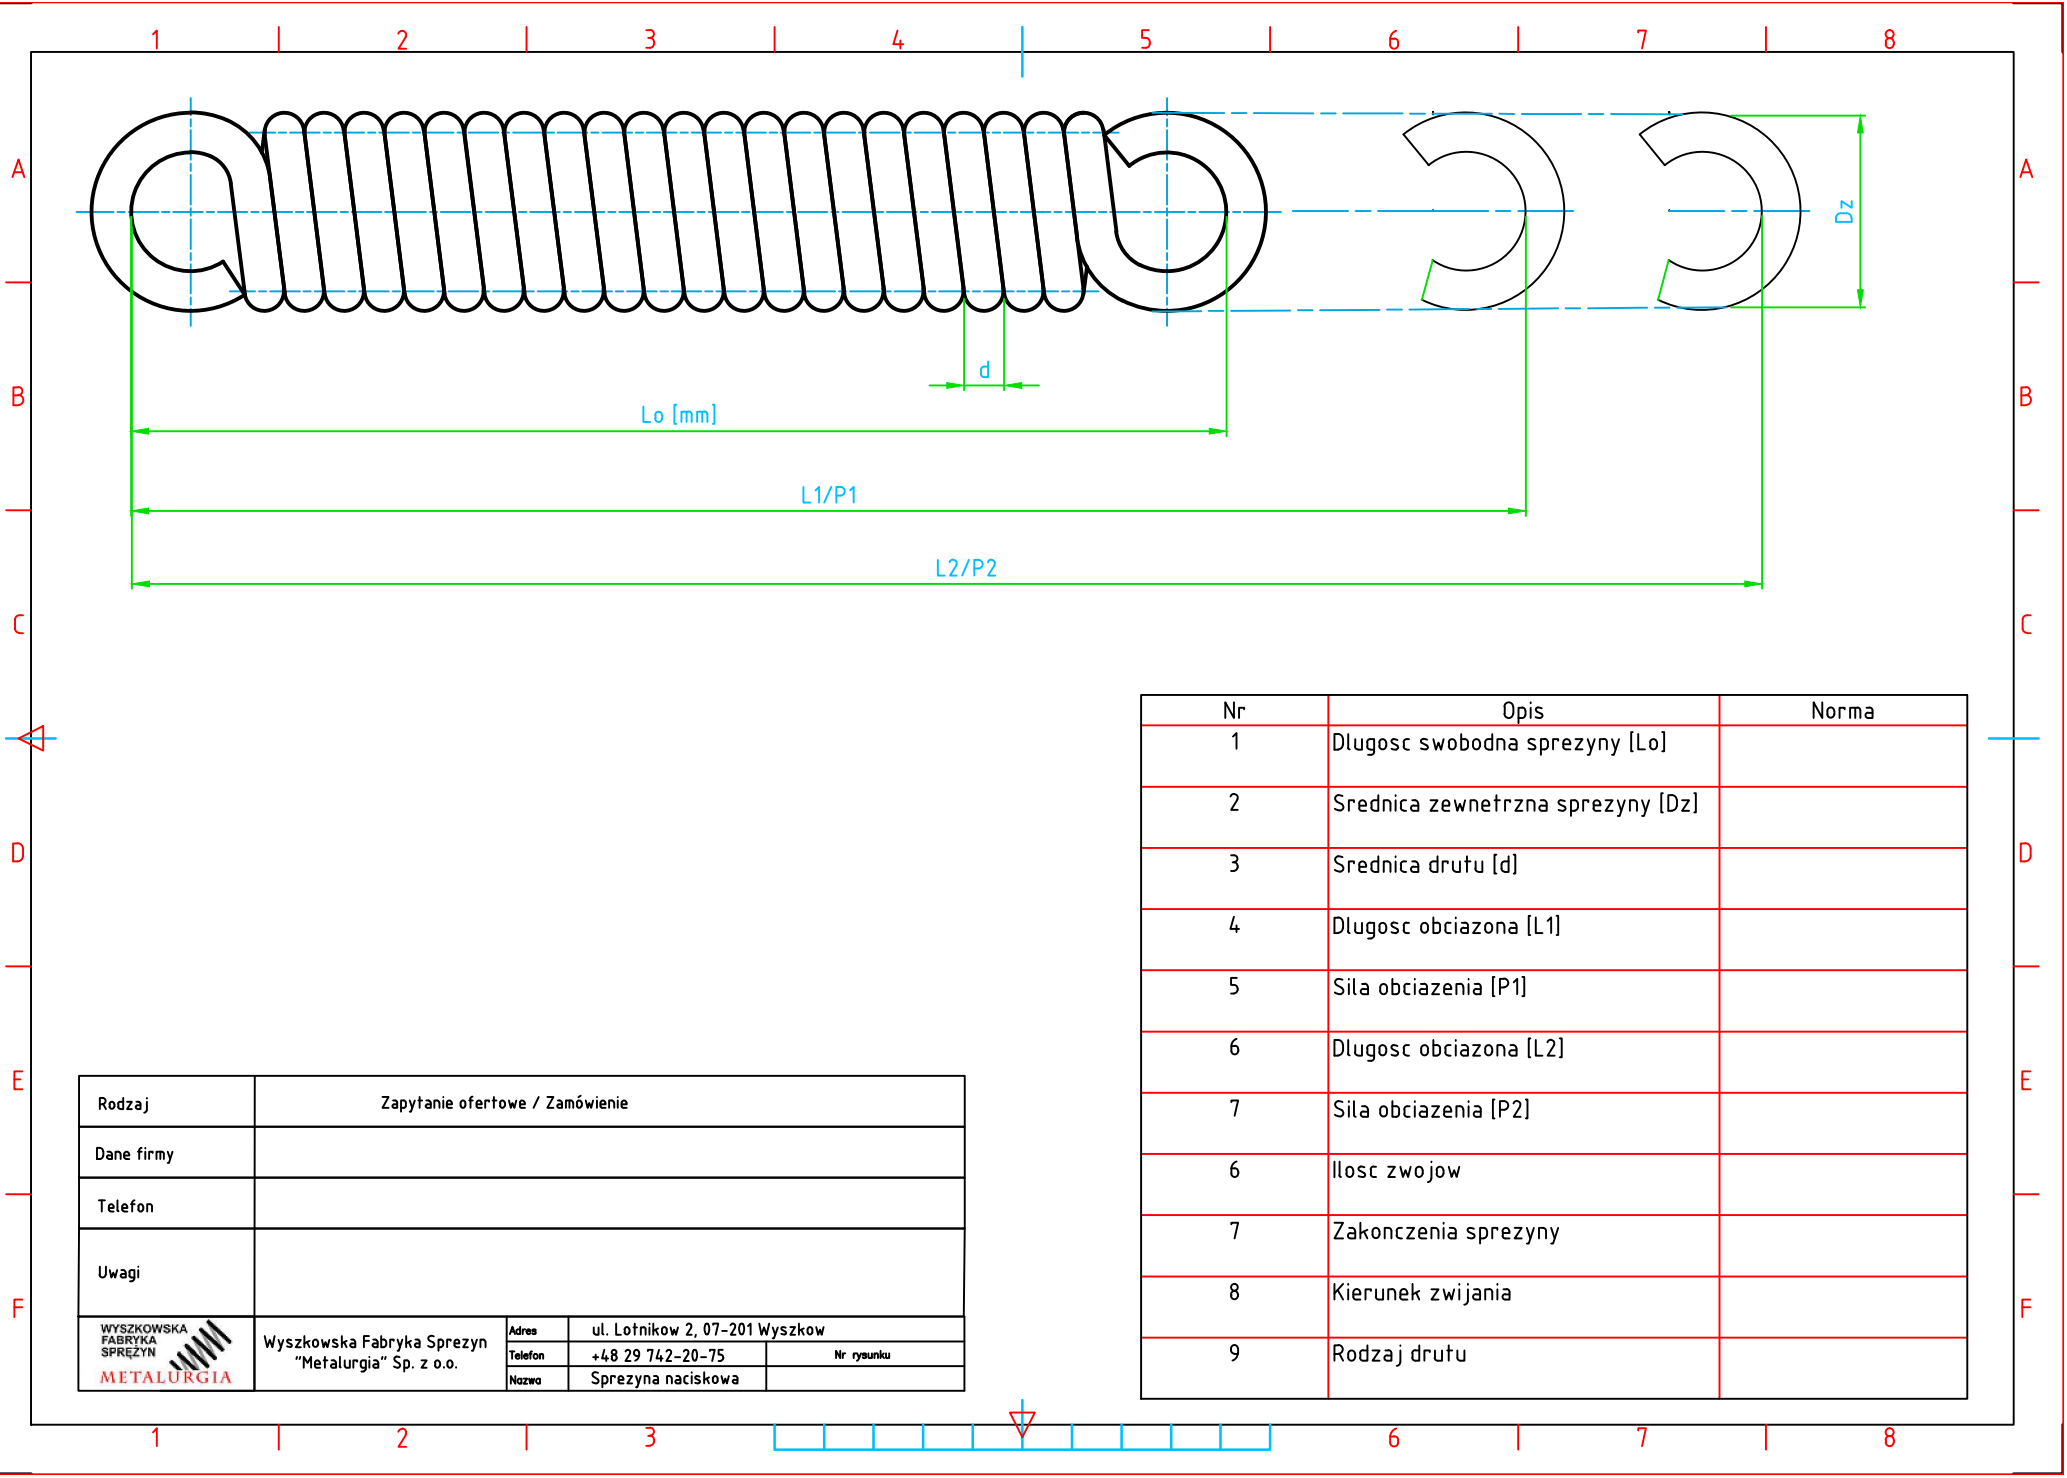 1 2 3 4 5 6 7 8
A A
Dz
d
B B
Lo [mm]
L1/P1
L2/P2
C C
Nr Opis Norma
1 Dlugosc swobodna sprezyny [Lo]
2 Srednica zewnetrzna sprezyny [Dz]
D D
3 Srednica drutu [d]
4 Dlugosc obciazona [L1]
5 Sila obciazenia [P1]
6 Dlugosc obciazona [L2]
E E
7 Sila obciazenia [P2]
6 Ilosc zwojow
7 Zakonczenia sprezyny
8 Kierunek zwijania
F F
9 Rodzaj drutu
Rodzaj Zapytanie ofertowe / Zamówienie
Dane firmy
Telefon
Uwagi
WYSZKOWSKA
FABRYKA
SPRĘŻYN
METALURGIA
Wyszkowska Fabryka Sprezyn
"Metalurgia" Sp. z o.o.
Adres ul. Lotnikow 2, 07-201 Wyszkow
Telefon +48 29 742-20-75 Nr rysunku
Nazwa Sprezyna naciskowa
1 2 3 6 7 8